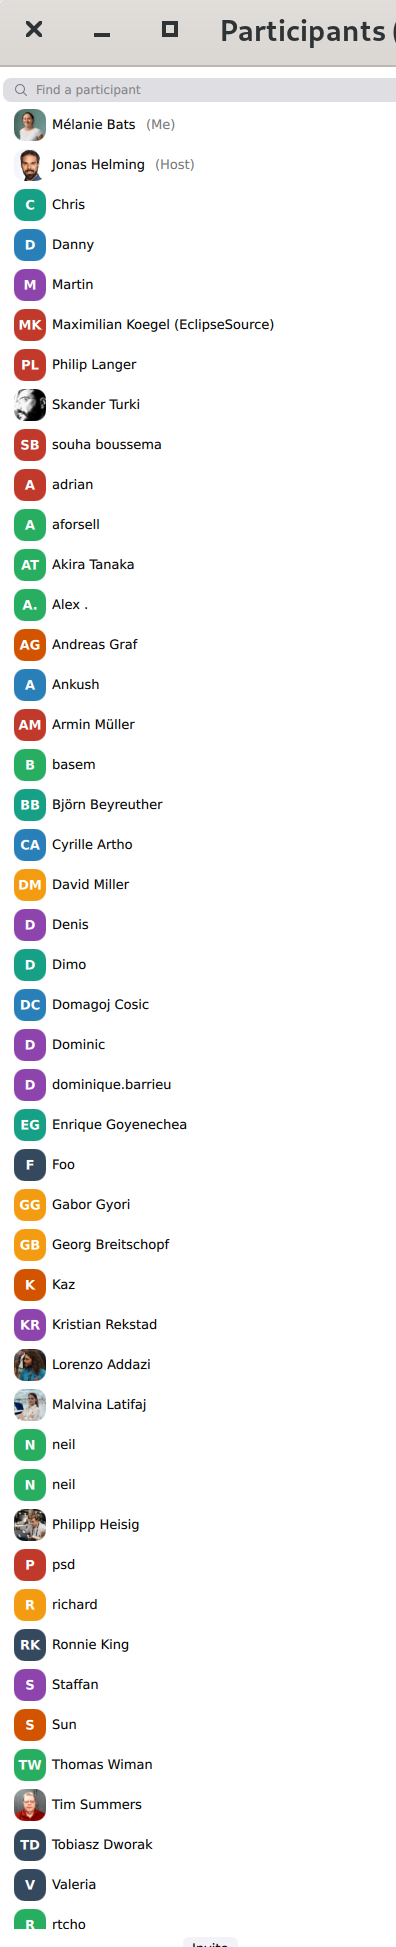 Participants (
Find a participant
Mélanie Bats (Me)
Jonas Helming (Host)
C Chris
D Danny
M Martin
MK Maximilian Koegel (EclipseSource)
PL Philip Langer
Skander Turki
SB souha boussema
A adrian
A aforsell
AT Akira Tanaka
A. Alex .
AG Andreas Graf
A Ankush
AM Armin Müller
B basem
BB Björn Beyreuther
CA Cyrille Artho
DM David Miller
D Denis
D Dimo
DC Domagoj Cosic
D Dominic
D dominique.barrieu
EG Enrique Goyenechea
F Foo
GG Gabor Gyori
GB Georg Breitschopf
K Kaz
KR Kristian Rekstad
Lorenzo Addazi
Malvina Latifaj
N neil
N neil
Philipp Heisig
P psd
R richard
RK Ronnie King
S Staffan
S Sun
TW Thomas Wiman
Tim Summers
TD Tobiasz Dworak
V Valeria
R rtcho
Invite